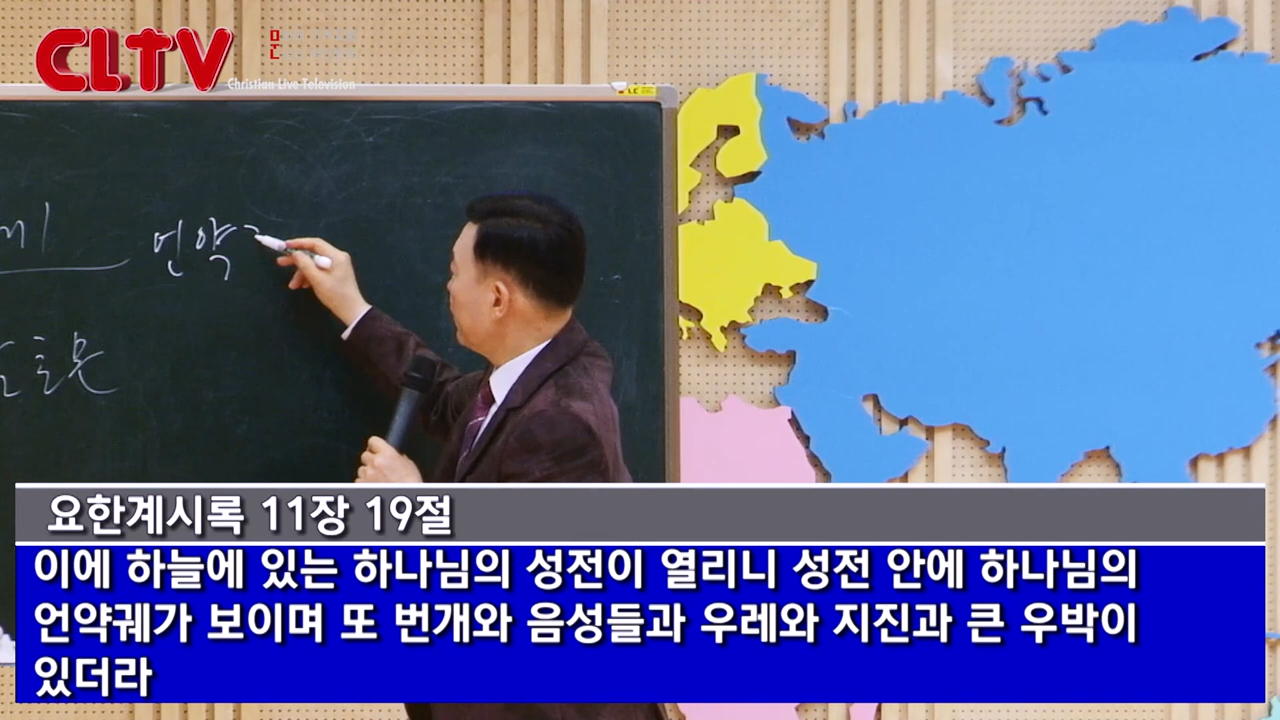 CLTV
Christian Live Television
언약
요한계시록 11장 19절
이에 하늘에 있는 하나님의 성전이 열리니 성전 안에 하나님의
언약궤가 보이며 또 번개와 음성들과 우레와 지진과 큰 우박이
있더라